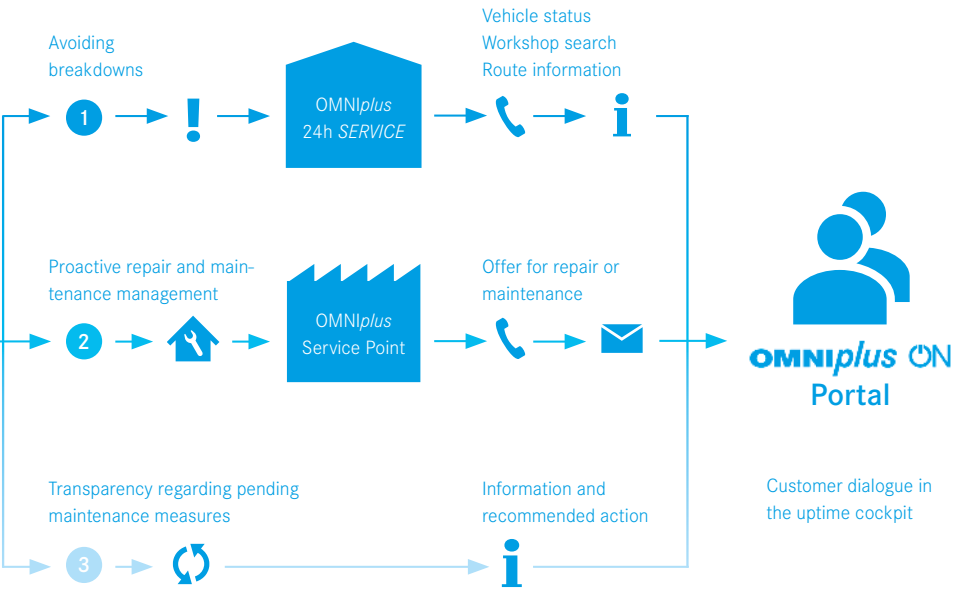 Avoiding
breakdowns
1
OMNIplus
24h SERVICE
Vehicle status
Workshop search
Route information
Proactive repair and main-
tenance management
2
OMNIplus
Service Point
Offer for repair or
maintenance
OMNIplus ON
Portal
Transparency regarding pending
maintenance measures
3
Information and
recommended action
Customer dialogue in
the uptime cockpit